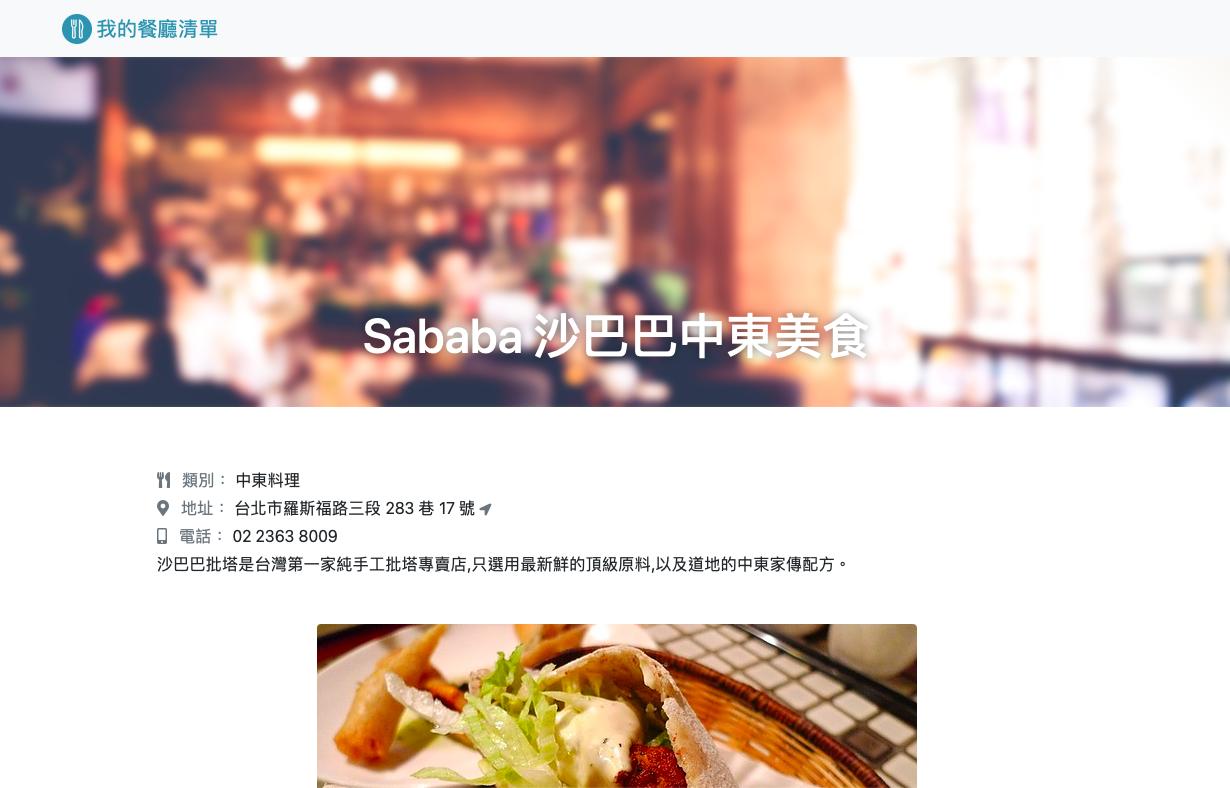 我的餐廳清單
Sababa 沙巴巴中東美食
類別： 中東料理
地址： 台北市羅斯福路三段 283 巷 17 號
電話： 02 2363 8009
沙巴巴批塔是台灣第一家純手工批塔專賣店,只選用最新鮮的頂級原料,以及道地的中東家傳配方。